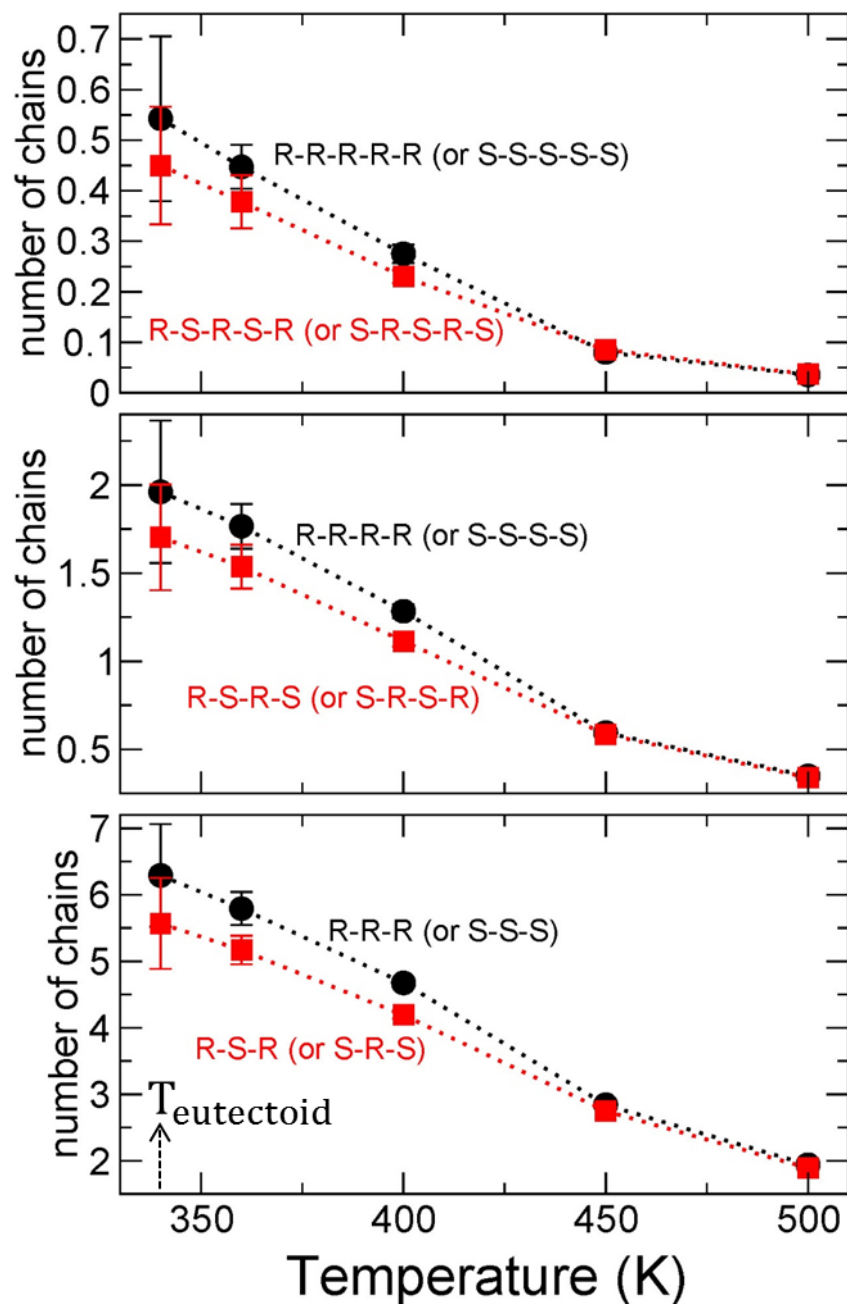 number of chains
0.7
0.6
0.5
0.4
0.3
0.2
0.1
0
R-R-R-R-R (or S-S-S-S-S)
R-S-R-S-R (or S-R-S-R-S)
number of chains
2
1.5
1
0.5
R-R-R-R (or S-S-S-S)
R-S-R-S (or S-R-S-R)
number of chains
7
6
5
4
3
2
R-R-R (or S-S-S)
R-S-R (or S-R-S)
Teutectoid
350 400 450 500
Temperature (K)